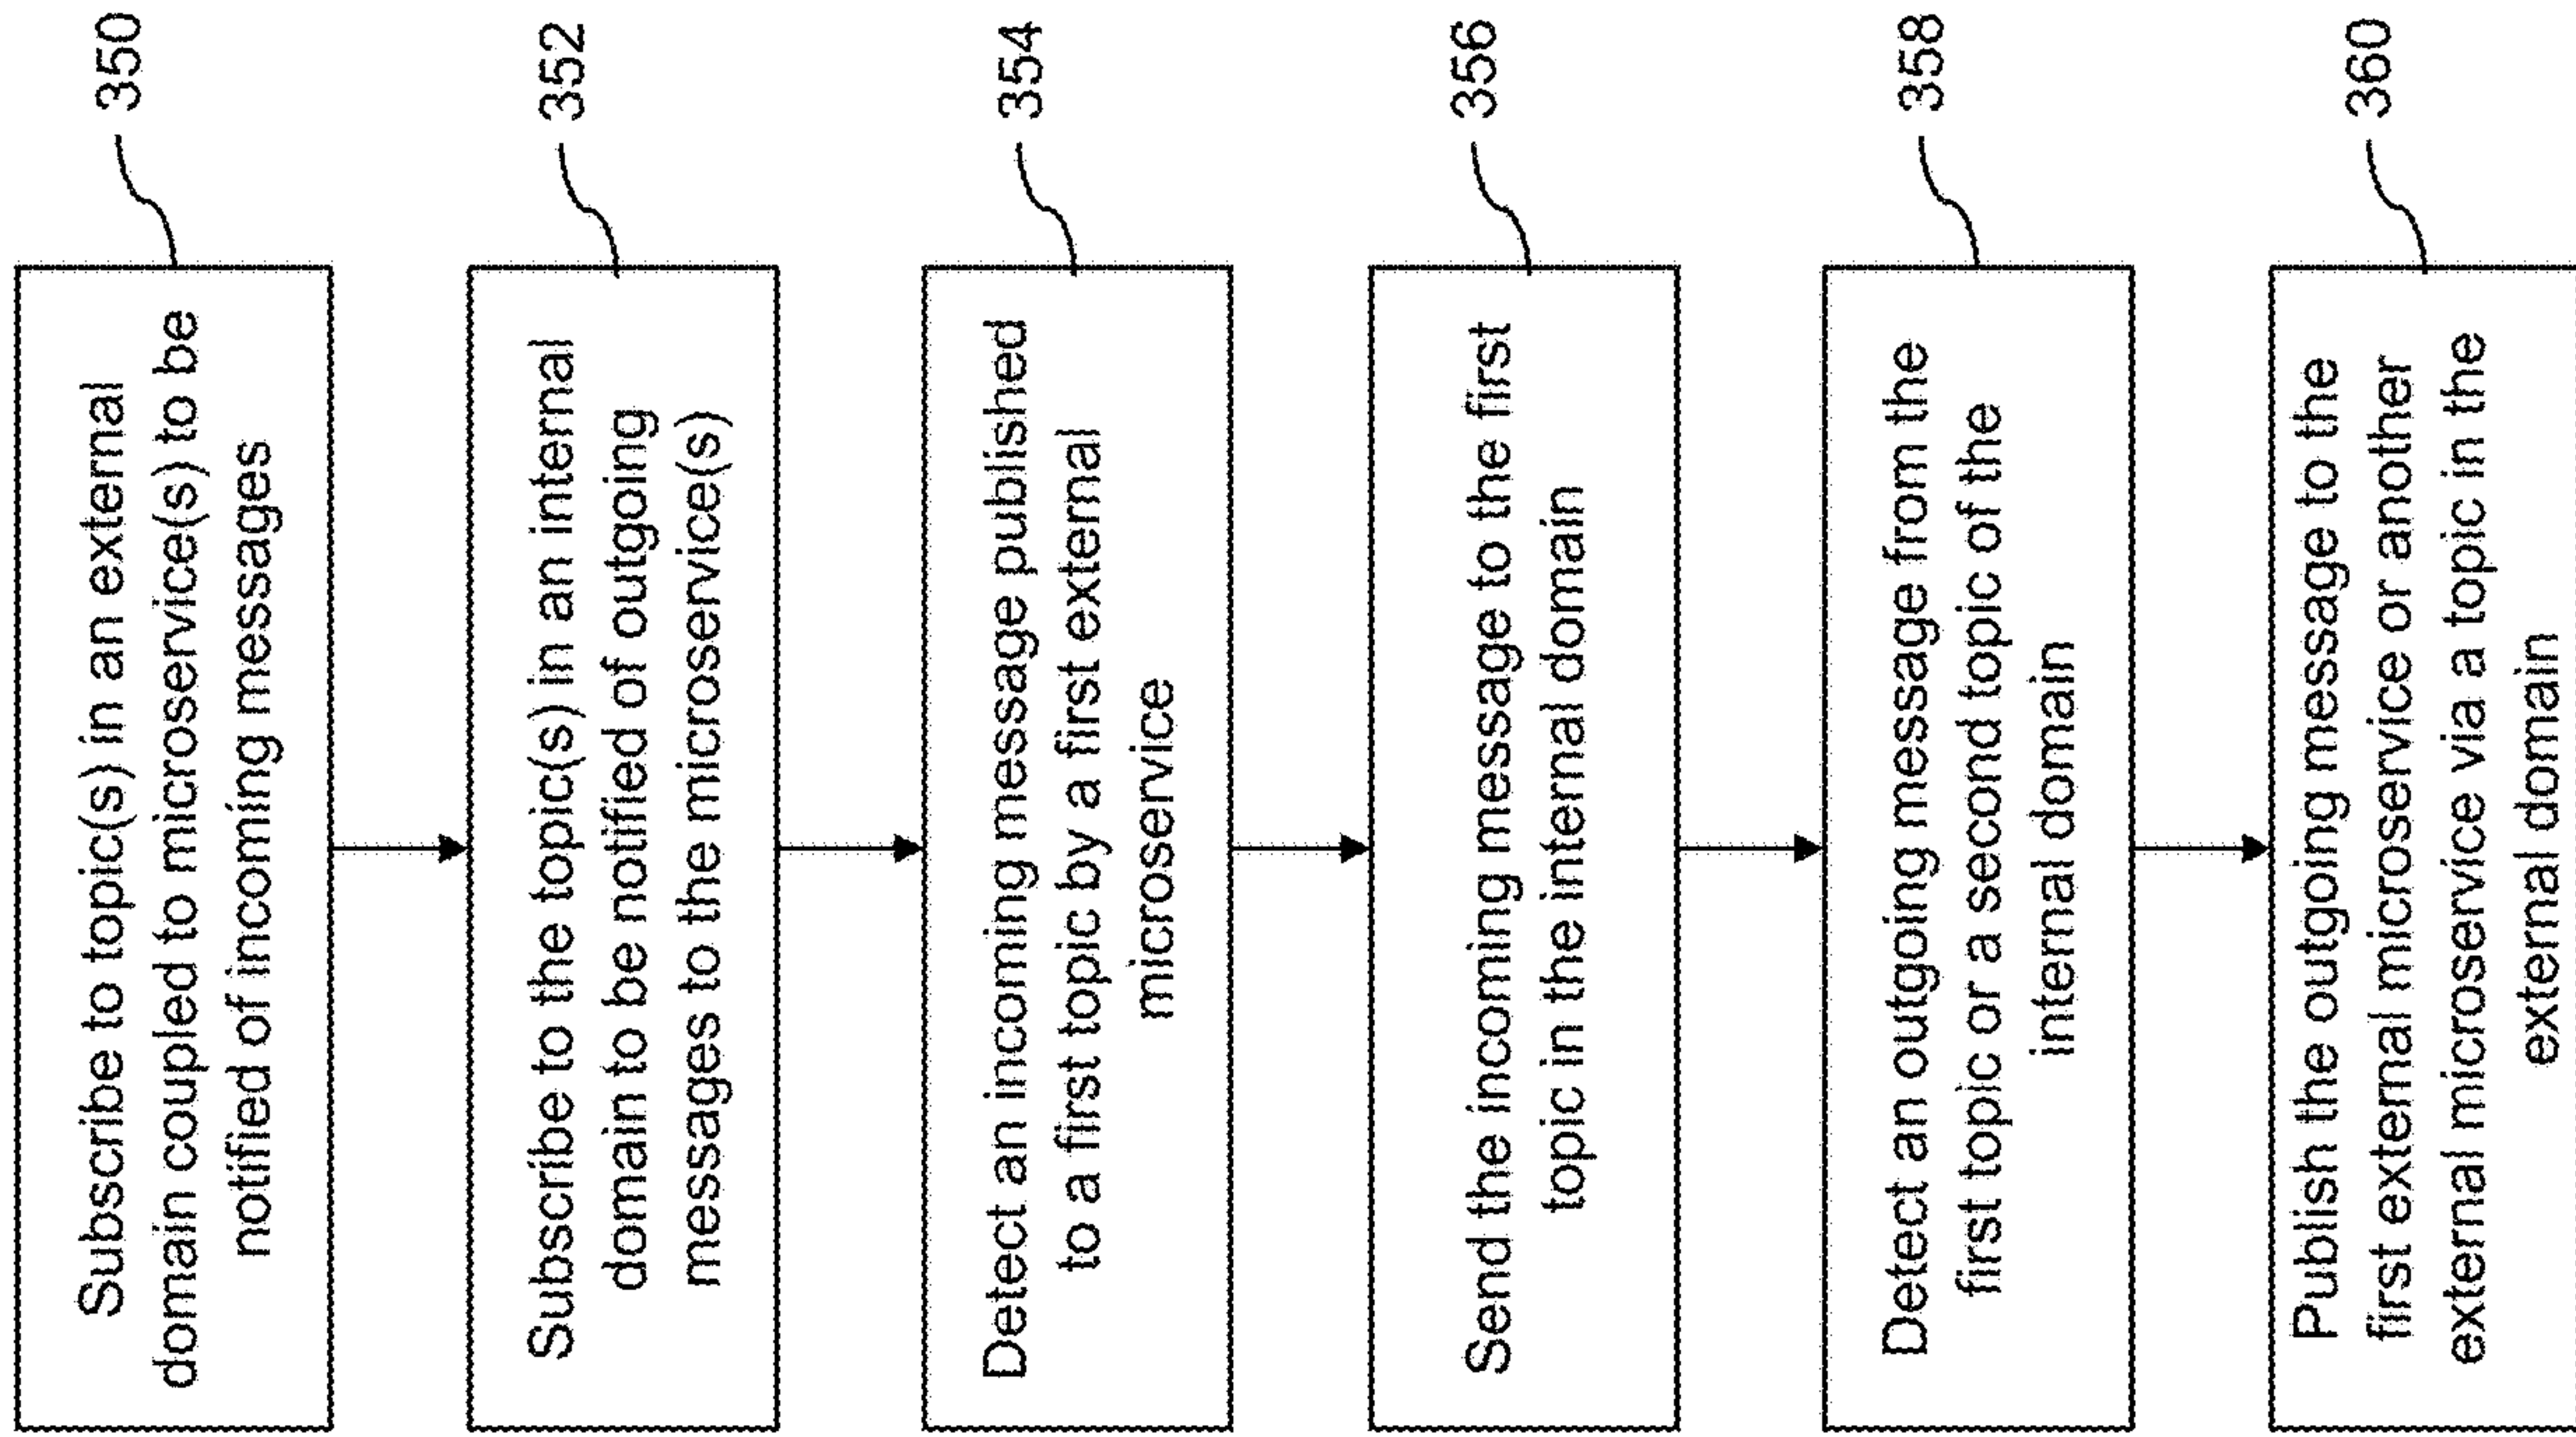 Subscribe to topic(s) in an external
domain coupled to microservice(s) to be
notified of incoming messages
350
Subscribe to the topic(s) in an internal
domain to be notified of outgoing
messages to the microservice(s)
352
Detect an incoming message published
to a first topic by a first external
microservice
354
Send the incoming message to the first
topic in the internal domain
356
Detect an outgoing message from the
first topic or a second topic of the
internal domain
358
Publish the outgoing message to the
first external microservice or another
external microservice via a topic in the
external domain
360